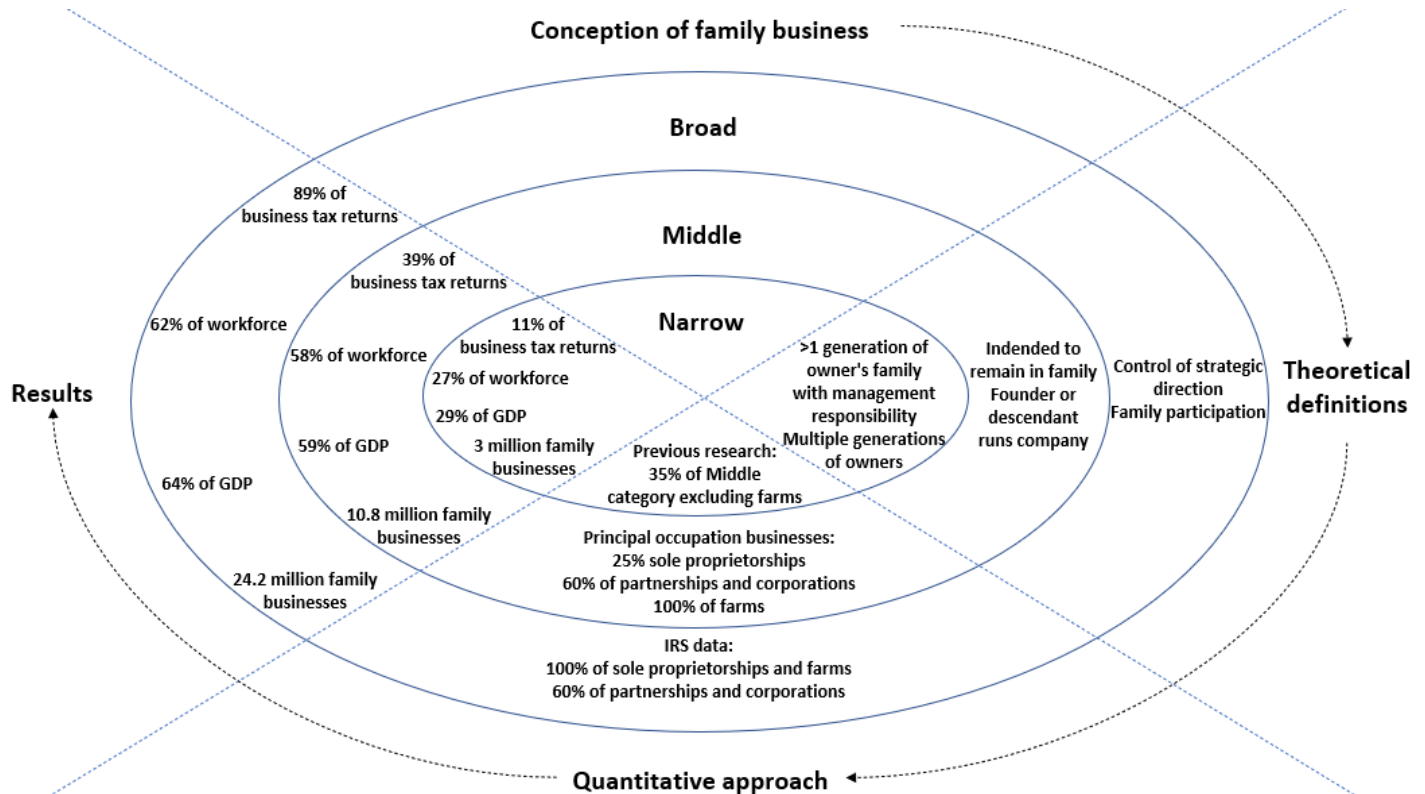 Conception of family business
Broad
89% of
business tax returns
Middle
39% of
business tax returns
Narrow
11% of
business tax returns
62% of workforce
58% of workforce
27% of workforce
29% of GDP
59% of GDP
64% of GDP
3 million family
businesses
10.8 million family
businesses
24.2 million family
businesses
>1 generation of
owner's family
with management
responsibility
Multiple generations
of owners
Indended to
remain in family
Founder or
descendant
runs company
Control of strategic
direction
Family participation
Theoretical
definitions
Results
Previous research:
35% of Middle
category excluding farms
Principal occupation businesses:
25% sole proprietorships
60% of partnerships and corporations
100% of farms
IRS data:
100% of sole proprietorships and farms
60% of partnerships and corporations
Quantitative approach